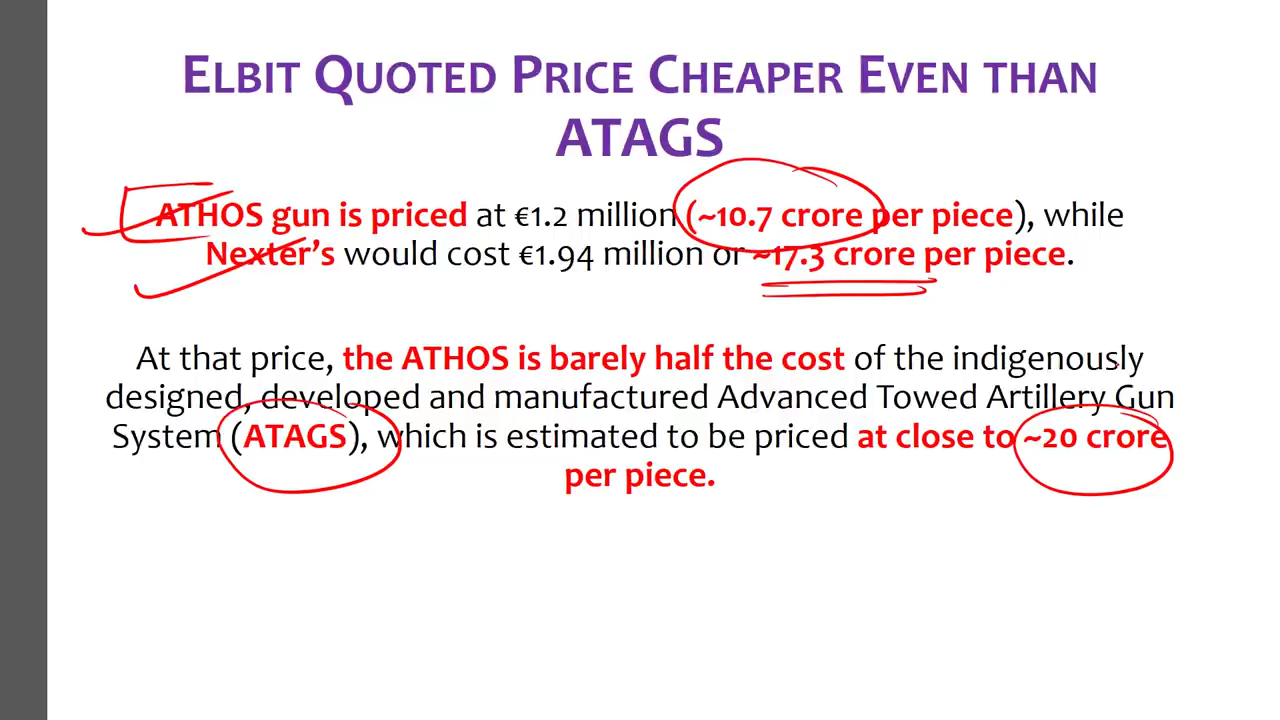 ELBIT QUOTED PRICE CHEAPER EVEN THAN
ATAGS
ATHOS gun is priced at €1.2 million (~10.7 crore per piece), while
Nexter's would cost €1.94 million or ~17.3 crore per piece.
At that price, the ATHOS is barely half the cost of the indigenously
designed, developed and manufactured Advanced Towed Artillery Gun
System (ATAGS), which is estimated to be priced at close to ~20 crore
per piece.